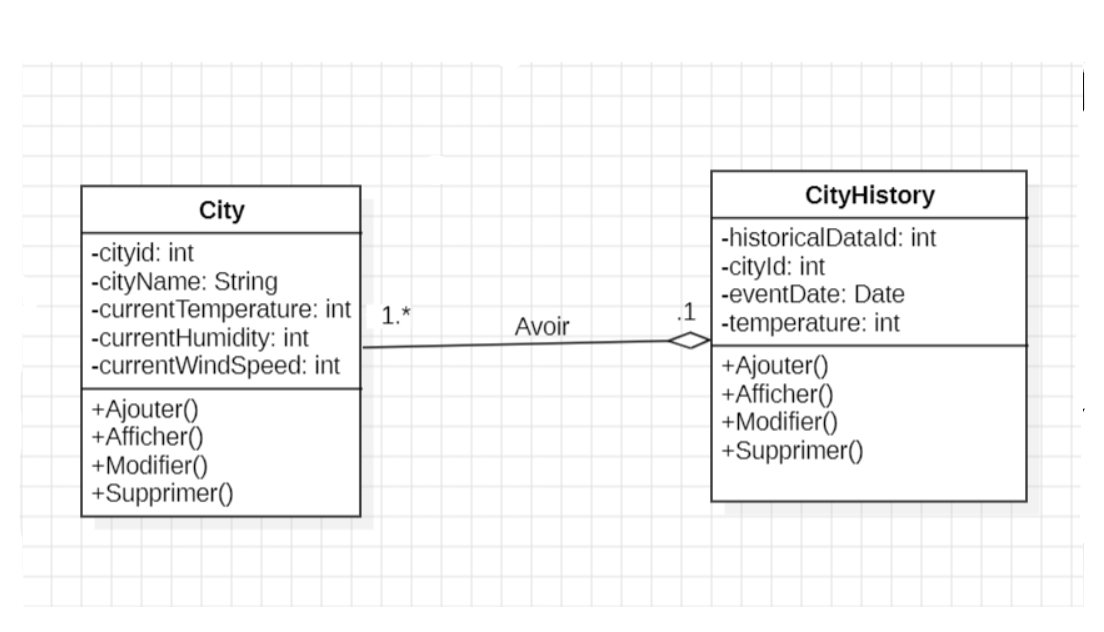 City
-cityid: int
-cityName: String
-currentTemperature: int
-currentHumidity: int
-currentWindSpeed: int
+Ajouter()
+Afficher()
+Modifier()
+Supprimer()
1.*
Avoir
.1
CityHistory
-historicalDataId: int
-cityId: int
-eventDate: Date
-temperature: int
+Ajouter()
+Afficher()
+Modifier()
+Supprimer()